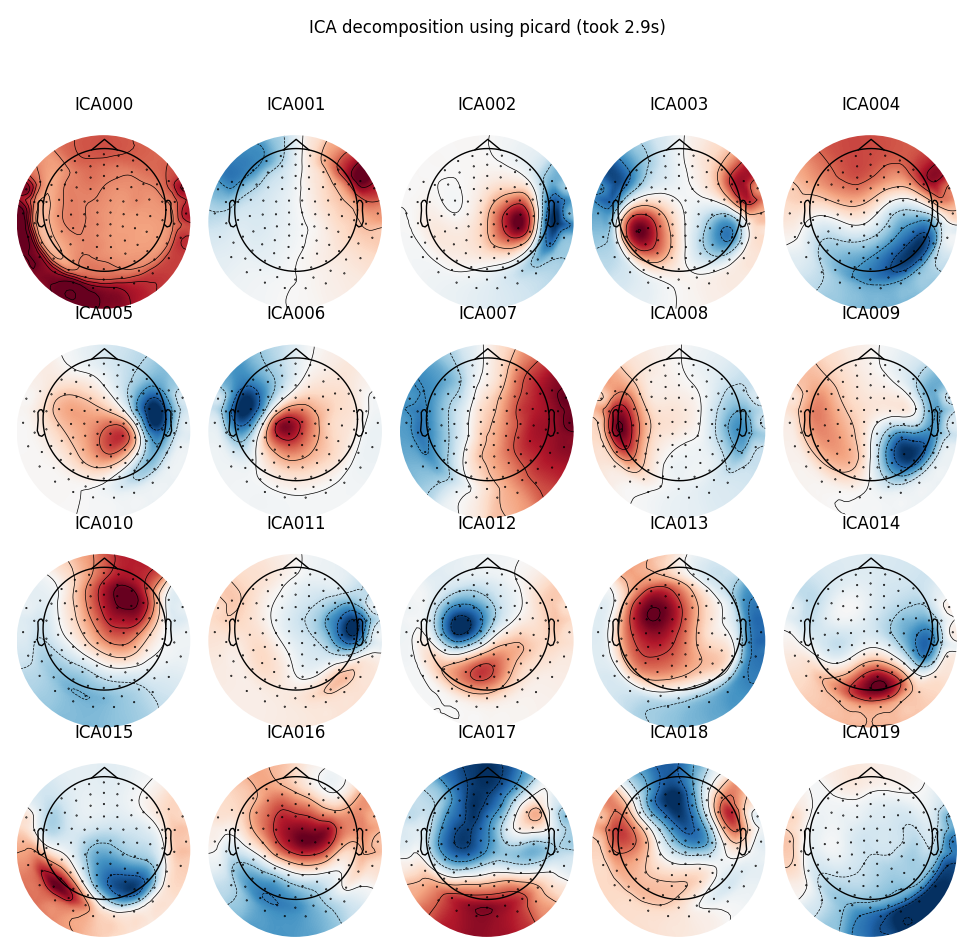 ICA decomposition using picard (took 2.9s)
ICA000 ICA001 ICA002 ICA003 ICA004
ICA005 ICA006 ICA007 ICA008 ICA009
ICA010 ICA011 ICA012 ICA013 ICA014
ICA015 ICA016 ICA017 ICA018 ICA019